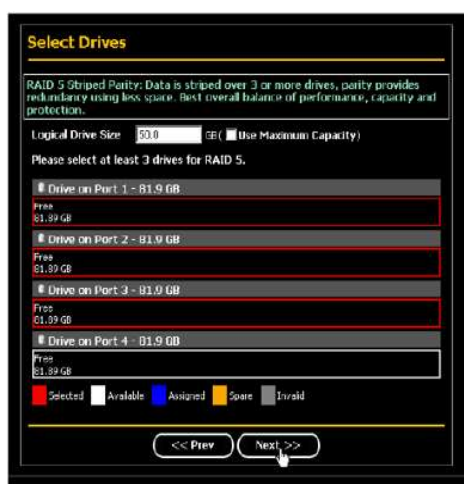 Select Drives
RAID 5 Striped Parity: Data is striped over 3 or more drives, parity provides
redundancy using less space. Best overall balance of performance, capacity and
protection.
Logical Drive Size 50.0 GB ( Use Maximum Capacity)
Please select at least 3 drives for RAID 5.
Drive on Port 1 - 81.9 GB
Free
81.89 GB
Drive on Port 2 - 81.9 GB
Free
81.89 GB
Drive on Port 3 - 81.9 GB
Free
81.89 GB
Drive on Port 4 - 81.9 GB
Free
81.89 GB
Selected Available Assigned Spare Invalid
<< Prev Next >>